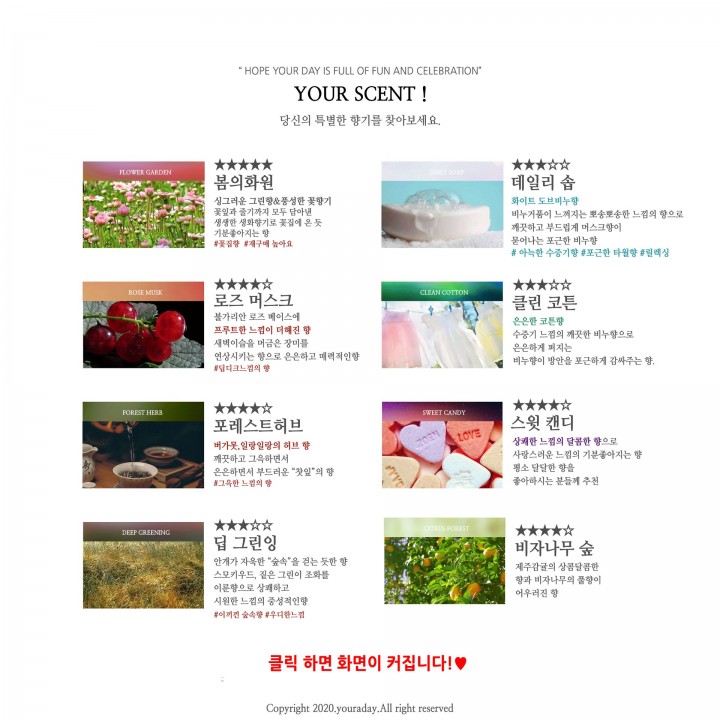 “ HOPE YOUR DAY IS FULL OF FUN AND CELEBRATION”
YOUR SCENT !
당신의 특별한 향기를 찾아보세요.
FLOWER GARDEN
★★★★★
봄의화원
싱그러운 그린향&풍성한 꽃향기
꽃잎과 줄기까지 모두 담아낸
생생한 생화향기로 꽃집에 온 듯
기분좋아지는 향
#꽃집향 #재구매 높아요
DAILY SOAP
★★★☆☆
데일리 솝
화이트 도브비누향
비누거품이 느껴지는 뽀송뽀송한 느낌의 향으로
깨끗하고 부드럽게 머스크향이
묻어나는 포근한 비누향
# 아늑한 수증기향 #포근한 타월향 #릴렉싱
ROSE MUSK
★★★★☆
로즈 머스크
불가리안 로즈 베이스에
프루트한 느낌이 더해진 향
새벽이슬을 머금은 장미를
연상시키는 향으로 은은하고 매력적인향
#딥디크느낌의 향
CLEAN COTTON
★★★☆☆
클린 코튼
은은한 코튼향
수증기 느낌의 깨끗한 비누향으로
은은하게 퍼지는
비누향이 방안을 포근하게 감싸주는 향.
FOREST HERB
★★★★☆
포레스트허브
버가못,일랑일랑의 허브 향
깨끗하고 그윽하면서
은은하면서 부드러운 “찻잎”의 향
#그윽한 느낌의 향
SWEET CANDY
★★★★☆
스윗 캔디
상쾌한 느낌의 달콤한 향으로
사랑스러운 느낌의 기분좋아지는 향
평소 달달한 향을
좋아하시는 분들께 추천
JOEY
LOVE
DEEP GREENING
★★★☆☆
딥 그린잉
안개가 자욱한 “숲속”을 걷는 듯한 향
스모키우드, 짙은 그린이 조화를
이룬향으로 상쾌하고
시원한 느낌의 중성적인향
#이끼낀 숲속향 #우디한느낌
CITRUS FOREST
★★★★☆
비자나무 숲
제주감귤의 상콤달콤한
향과 비자나무의 풀향이
어우러진 향
클릭 하면 화면이 커집니다!♥
Copyright 2020.youraday.All right reserved